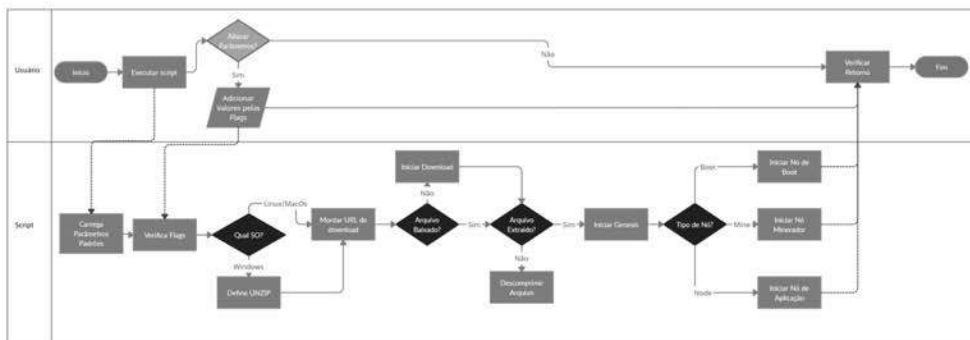 Usuário
Início
Executar script
Alterar
Parâmetros?
Não
Sim
Adicionar
Valores pelas
Flags
Verificar
Retorno
Fim
Script
Carrega
Parâmetros
Padrões
Verifica Flags
Qual SO?
Linux/MacOs
Windows
Define UNZIP
Montar URL de
download
Iniciar Download
Não
Arquivo
Baixado?
Sim
Arquivo
Extraído?
Não
Descomprimir
Arquivo
Sim
Iniciar Genesis
Tipo de Nó?
Boot
Iniciar Nó de
Boot
Mine
Iniciar Nó
Minerador
Node
Iniciar Nó de
Aplicação